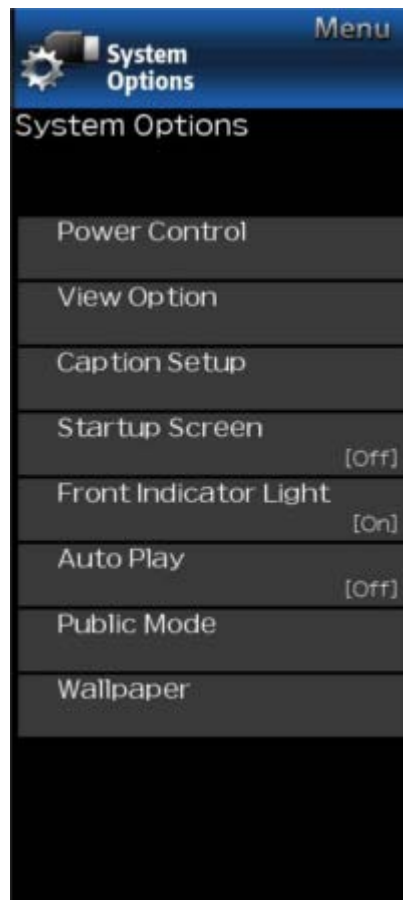 Menu
System
Options
System Options
Power Control
View Option
Caption Setup
Startup Screen
[Off]
Front Indicator Light
[On]
Auto Play
[Off]
Public Mode
Wallpaper